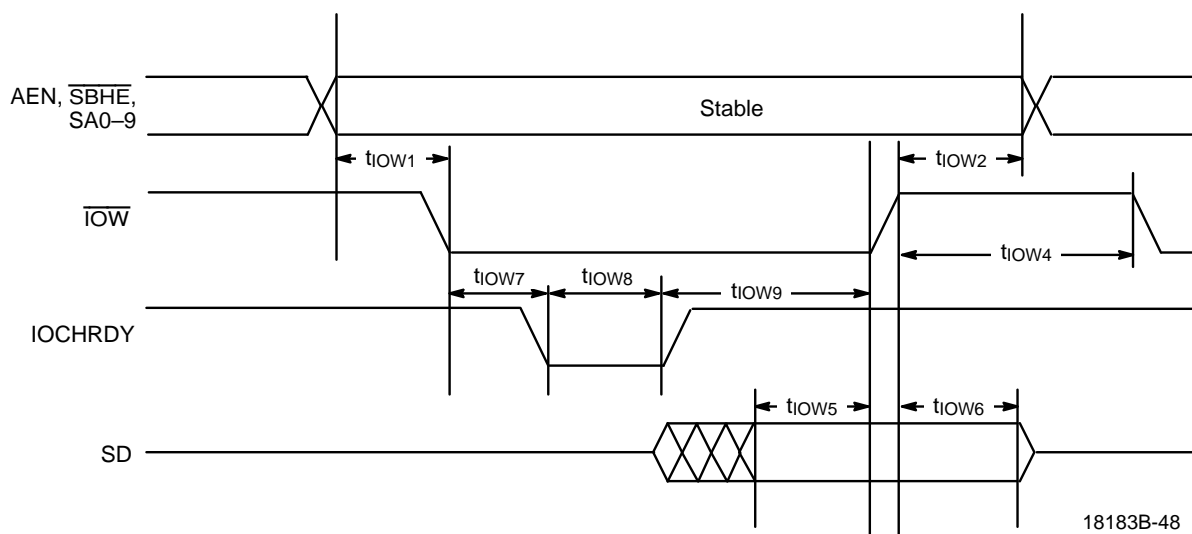 AEN, SBHE,
SA0–9
Stable
tIOW1
tIOW2
IOW
tIOW4
tIOW7
tIOW8
tIOW9
IOCHRDY
tIOW5
tIOW6
SD
18183B-48